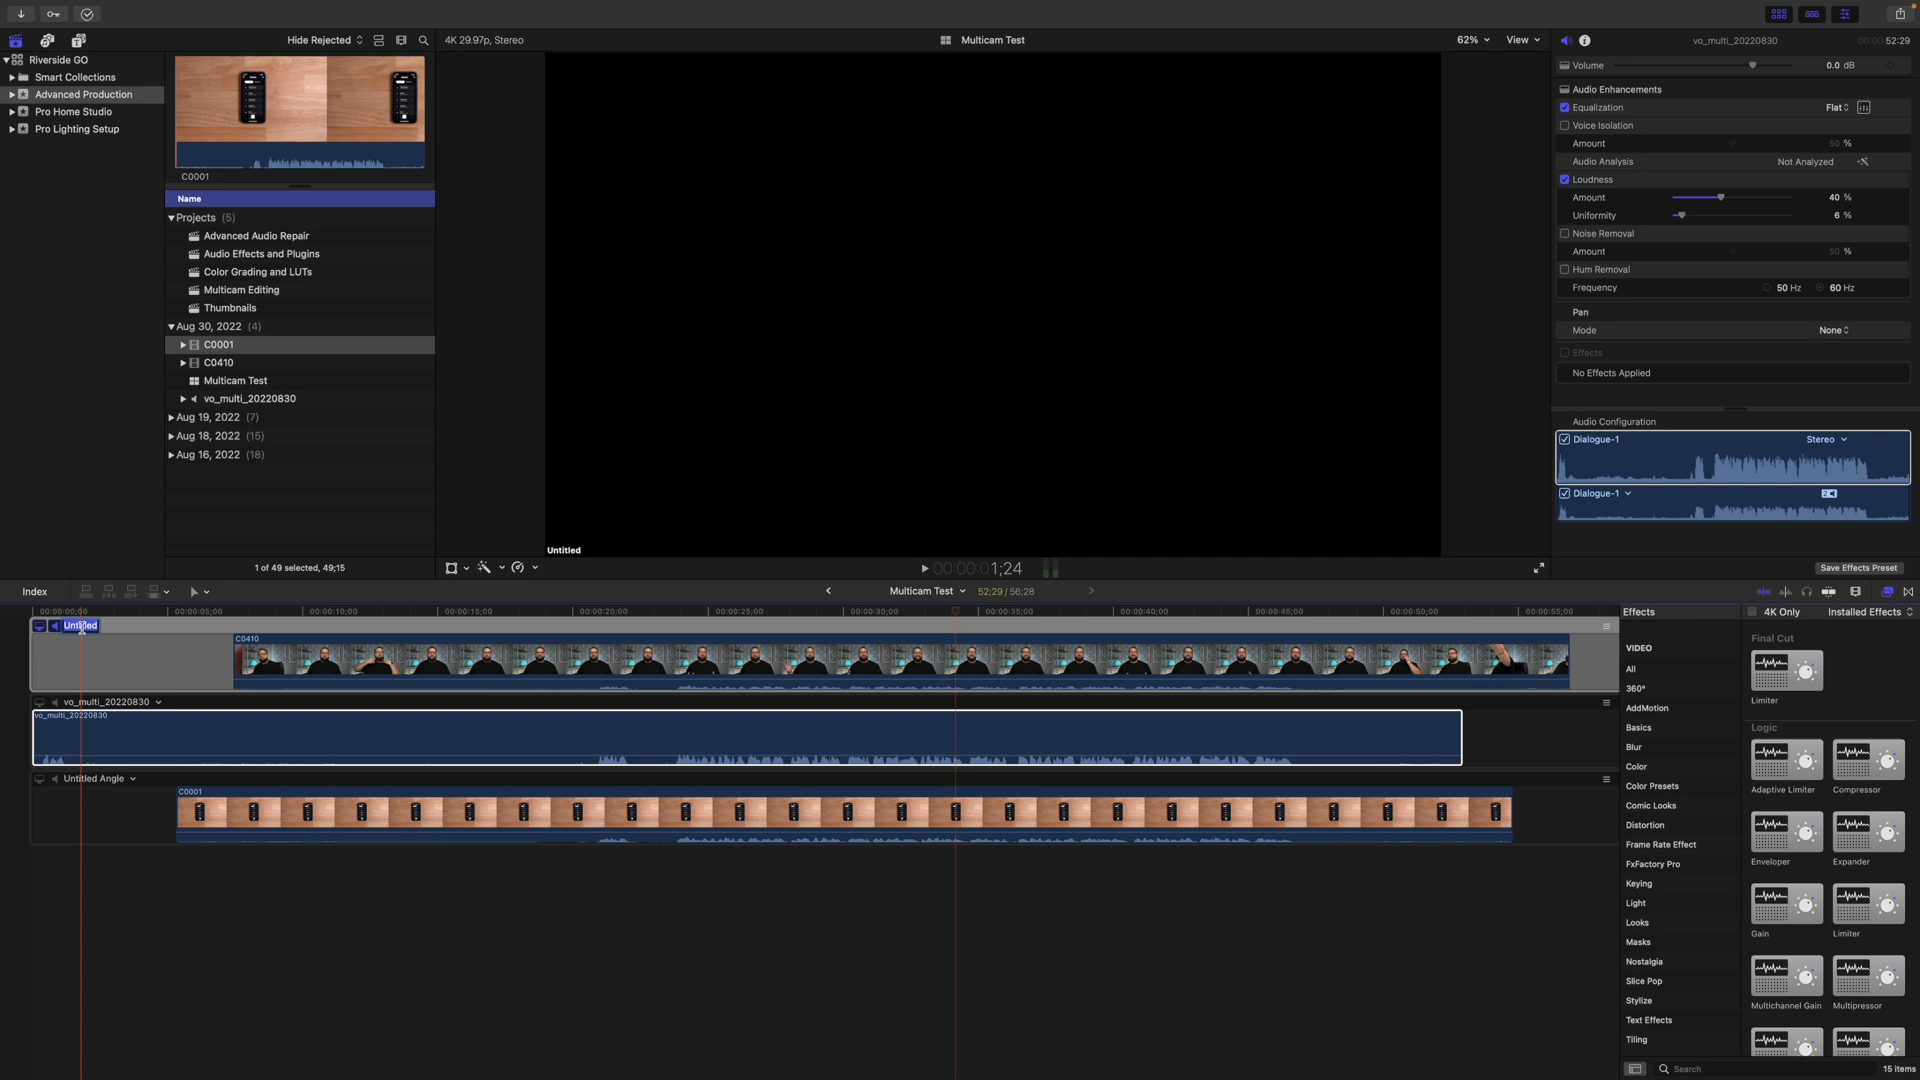 Hide Rejected
4K 29.97p, Stereo
Multicam Test
62%
View
vo_multi_20220830
00:00:52:29
Riverside GO
Smart Collections
Advanced Production
Pro Home Studio
Pro Lighting Setup
C0001
Name
Projects (5)
Advanced Audio Repair
Audio Effects and Plugins
Color Grading and LUTs
Multicam Editing
Thumbnails
Aug 30, 2022 (4)
C0001
C0410
Multicam Test
vo_multi_20220830
Aug 19, 2022 (7)
Aug 18, 2022 (15)
Aug 16, 2022 (18)
1 of 49 selected, 49;15
Untitled
00:00:00:01;24
Volume 0.0 dB
Audio Enhancements
Equalization Flat
Voice Isolation
Amount 50 %
Audio Analysis Not Analyzed
Loudness
Amount 40 %
Uniformity 6 %
Noise Removal
Amount 50 %
Hum Removal
Frequency 50 Hz 60 Hz
Pan
Mode None
Effects
No Effects Applied
Audio Configuration
Dialogue-1 Stereo
Dialogue-1 2
Save Effects Preset
Index
Multicam Test 52;29 / 56;28
00:00:00;00 00:00:05;00 00:00:10;00 00:00:15;00 00:00:20;00 00:00:25;00 00:00:30;00 00:00:35;00 00:00:40;00 00:00:45;00 00:00:50;00 00:00:55;00
Untitled
C0410
vo_multi_20220830
vo_multi_20220830
Untitled Angle
C0001
Effects
4K Only
Installed Effects
VIDEO
All
360°
AddMotion
Basics
Blur
Color
Color Presets
Comic Looks
Distortion
Frame Rate Effect
FxFactory Pro
Keying
Light
Looks
Masks
Nostalgia
Slice Pop
Stylize
Text Effects
Tiling
Final Cut
Limiter
Logic
Adaptive Limiter
Compressor
Enveloper
Expander
Gain
Limiter
Multichannel Gain
Multipressor
Search
15 items